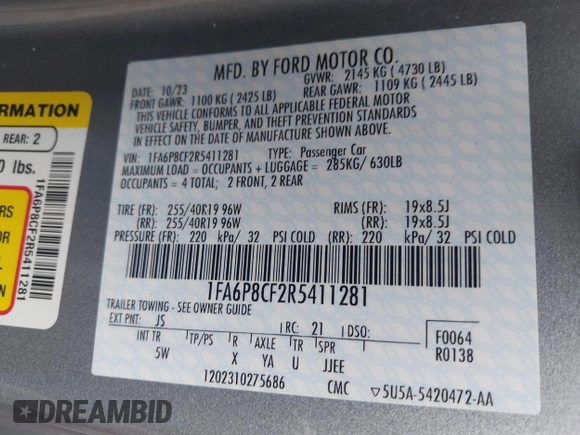 MFD. BY FORD MOTOR CO.
DATE: 10/23 GVWR: 2145 KG ( 4730 LB)
FRONT GAWR: 1100 KG ( 2425 LB) REAR GAWR: 1109 KG ( 2445 LB)
THIS VEHICLE CONFORMS TO ALL APPLICABLE FEDERAL MOTOR
VEHICLE SAFETY, BUMPER, AND THEFT PREVENTION STANDARDS
IN EFFECT ON THE DATE OF MANUFACTURE SHOWN ABOVE.
VIN: 1FA6P8CF2R5411281 TYPE: Passenger Car
MAXIMUM LOAD = OCCUPANTS + LUGGAGE = 285KG/ 630LB
OCCUPANTS = 4 TOTAL; 2 FRONT, 2 REAR
TIRE (FR): 255/40R19 96W RIMS (FR): 19x8.5J
(RR): 255/40R19 96W (RR): 19x8.5J
PRESSURE (FR): 220 kPa/ 32 PSI COLD (RR): 220 kPa/ 32 PSI COLD
1FA6P8CF2R5411281
TRAILER TOWING - SEE OWNER GUIDE
EXT PNT: JS RC: 21 DSO: F0064
INT TR TP/PS R AXLE TR SPR R0138
5W X YA U JJEE
1202310275686 CMC ▽5U5A-5420472-AA
FORMATION
REAR: 2
0 lbs.
1FA6P8CF2R5411281
RS
ON
DREAMBID